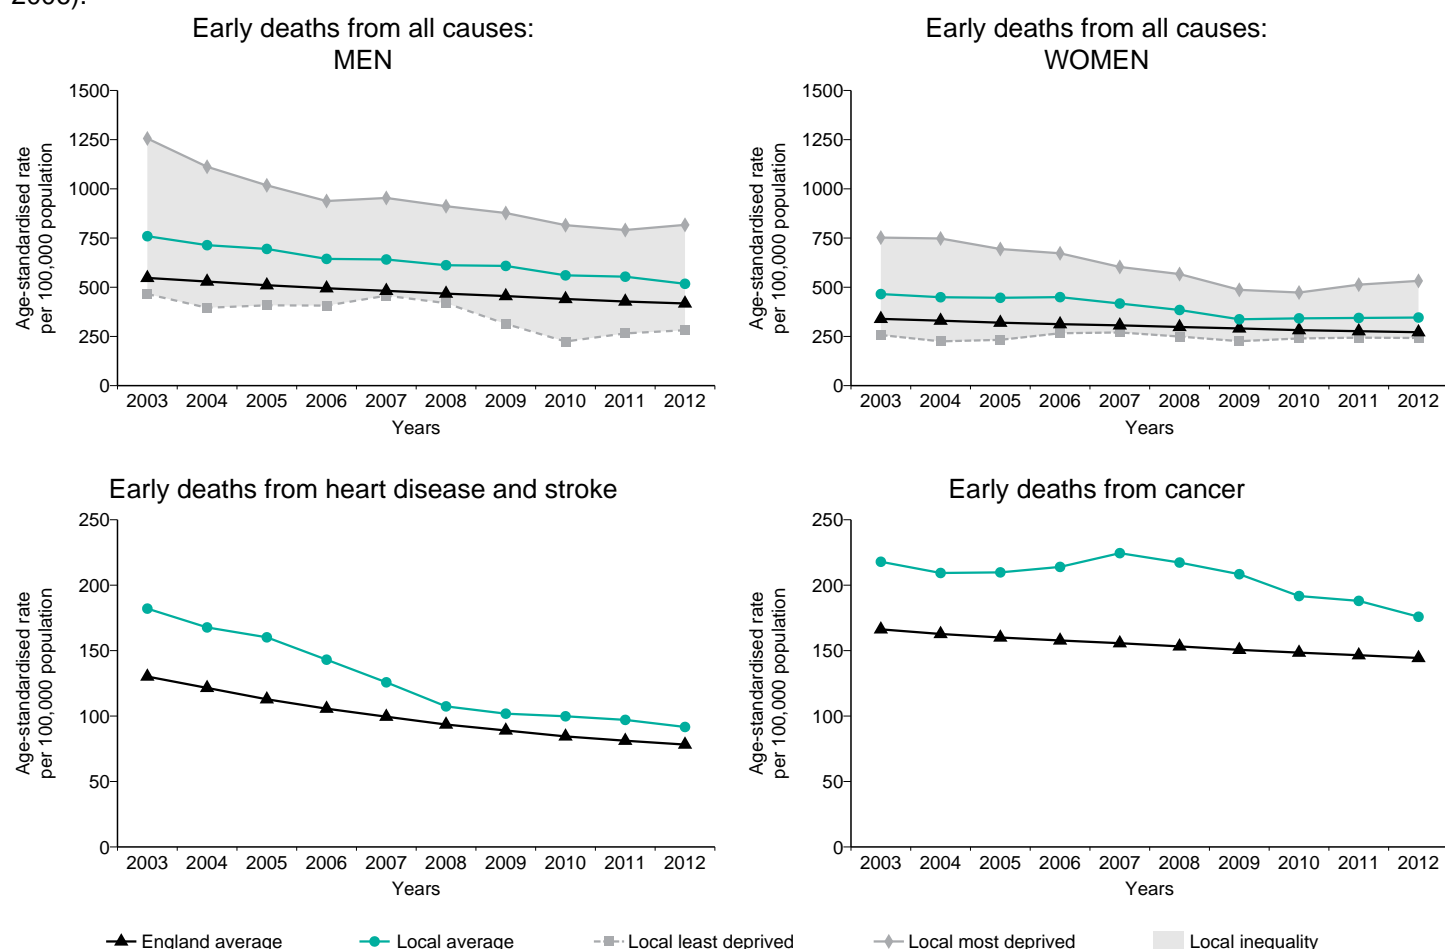 Early deaths from all causes:
MEN
1500
1250
1000
750
500
250
0
Age-standardised rate
per 100,000 population
2003 2004 2005 2006 2007 2008 2009 2010 2011 2012
Years
Early deaths from all causes:
WOMEN
1500
1250
1000
750
500
250
0
Age-standardised rate
per 100,000 population
2003 2004 2005 2006 2007 2008 2009 2010 2011 2012
Years
Early deaths from heart disease and stroke
250
200
150
100
50
0
Age-standardised rate
per 100,000 population
2003 2004 2005 2006 2007 2008 2009 2010 2011 2012
Years
Early deaths from cancer
250
200
150
100
50
0
Age-standardised rate
per 100,000 population
2003 2004 2005 2006 2007 2008 2009 2010 2011 2012
Years
England average Local average Local least deprived Local most deprived Local inequality